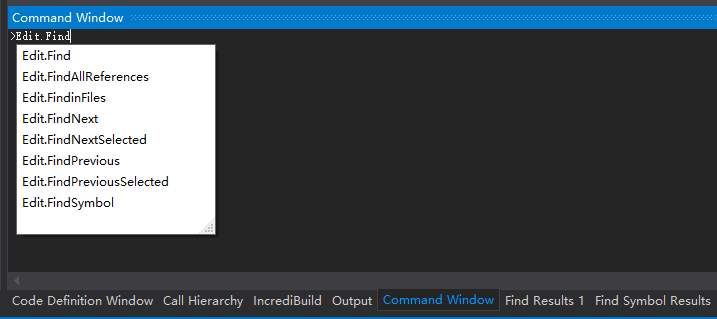 Command Window
>Edit.Find
Edit.Find
Edit.FindAllReferences
Edit.FindinFiles
Edit.FindNext
Edit.FindNextSelected
Edit.FindPrevious
Edit.FindPreviousSelected
Edit.FindSymbol
Code Definition Window Call Hierarchy IncrediBuild Output Command Window Find Results 1 Find Symbol Results